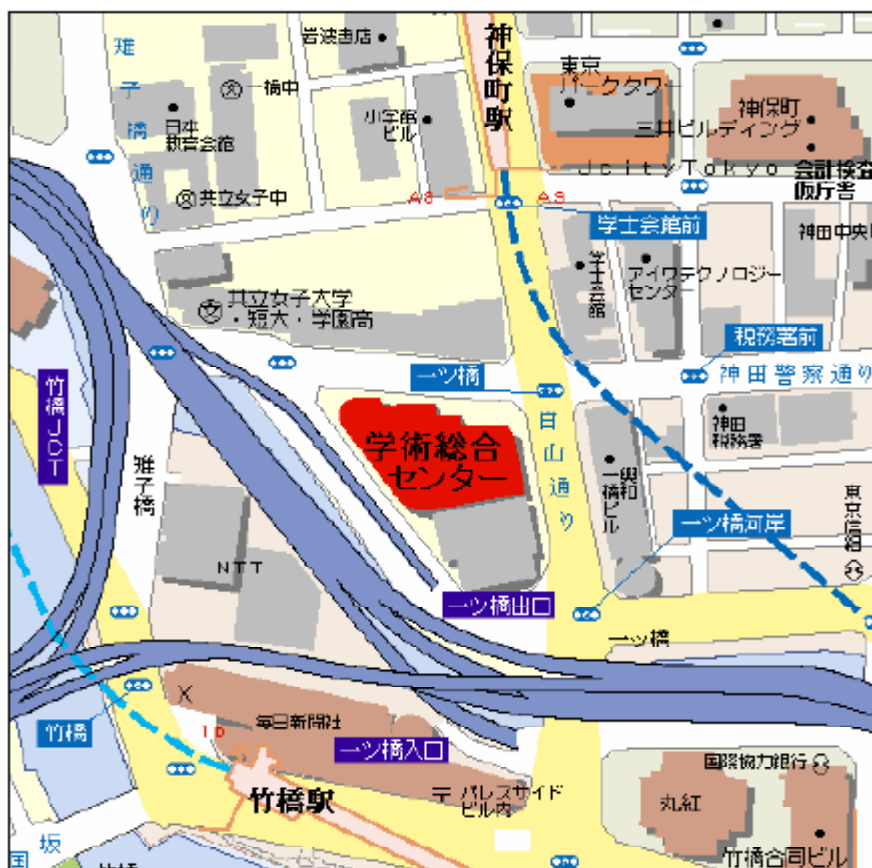 岩波書店
雉子橋通り
一橋中
日本教育会館
小学館
ビル
神保町駅
東京
パークタワー
神保町
三井ビルディング
JcityTokyo
会計検査
仮庁舎
共立女子中
A8
A9
学士会館前
神田中央
学士会館
アイワテクノロジー
センター
共立女子大学
・短大・学園高
税務署前
一ツ橋
神田警察通り
竹橋JCT
白山通り
学術総合
センター
神田
税務署
興和
一橋ビル
雉子橋
一ツ橋河岸
東京信組
NTT
一ツ橋出口
一ツ橋
毎日新聞社
1b
竹橋
一ツ橋入口
国際協力銀行
竹橋駅
〒パレスサイド
ビル内
丸紅
坂
竹橋合同ビル